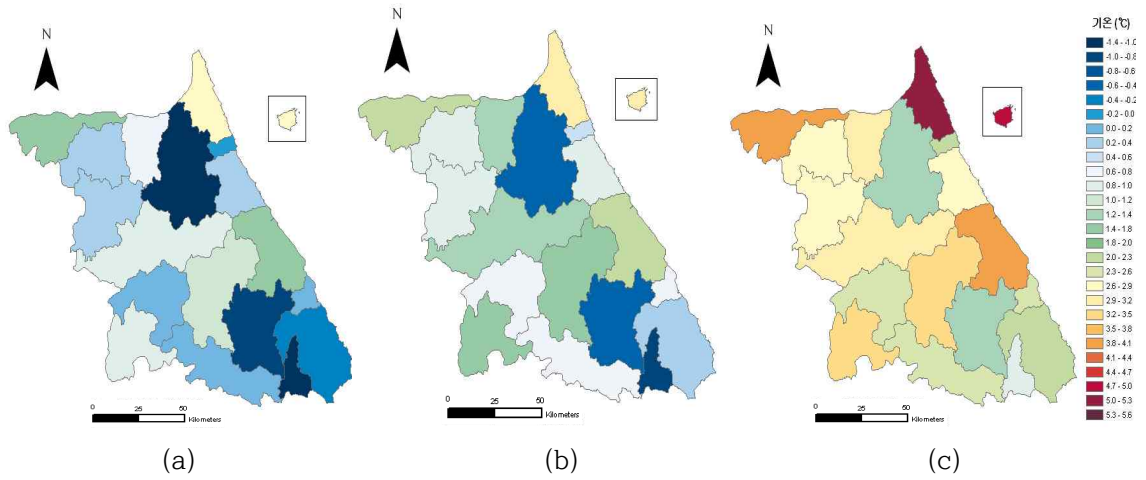 N
0 25 50
Kilometers
(a)
N
0 25 50
Kilometers
(b)
N
0 25 50
Kilometers
(c)
기온 (℃)
-1.4 - -1.0
-1.0 - -0.8
-0.8 - -0.6
-0.6 - -0.4
-0.4 - -0.2
-0.2 - 0.0
0.0 - 0.2
0.2 - 0.4
0.4 - 0.6
0.6 - 0.8
0.8 - 1.0
1.0 - 1.2
1.2 - 1.4
1.4 - 1.8
1.8 - 2.0
2.0 - 2.3
2.3 - 2.6
2.6 - 2.9
2.9 - 3.2
3.2 - 3.5
3.5 - 3.8
3.8 - 4.1
4.1 - 4.4
4.4 - 4.7
4.7 - 5.0
5.0 - 5.3
5.3 - 5.6